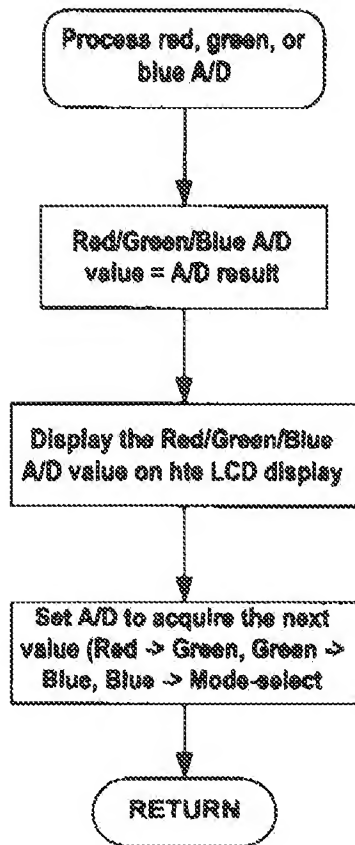 Process red, green, or
blue A/D
Red/Green/Blue A/D
value = A/D result
Display the Red/Green/Blue
A/D value on hte LCD display
Set A/D to acquire the next
value (Red -> Green, Green ->
Blue, Blue -> Mode-select
RETURN